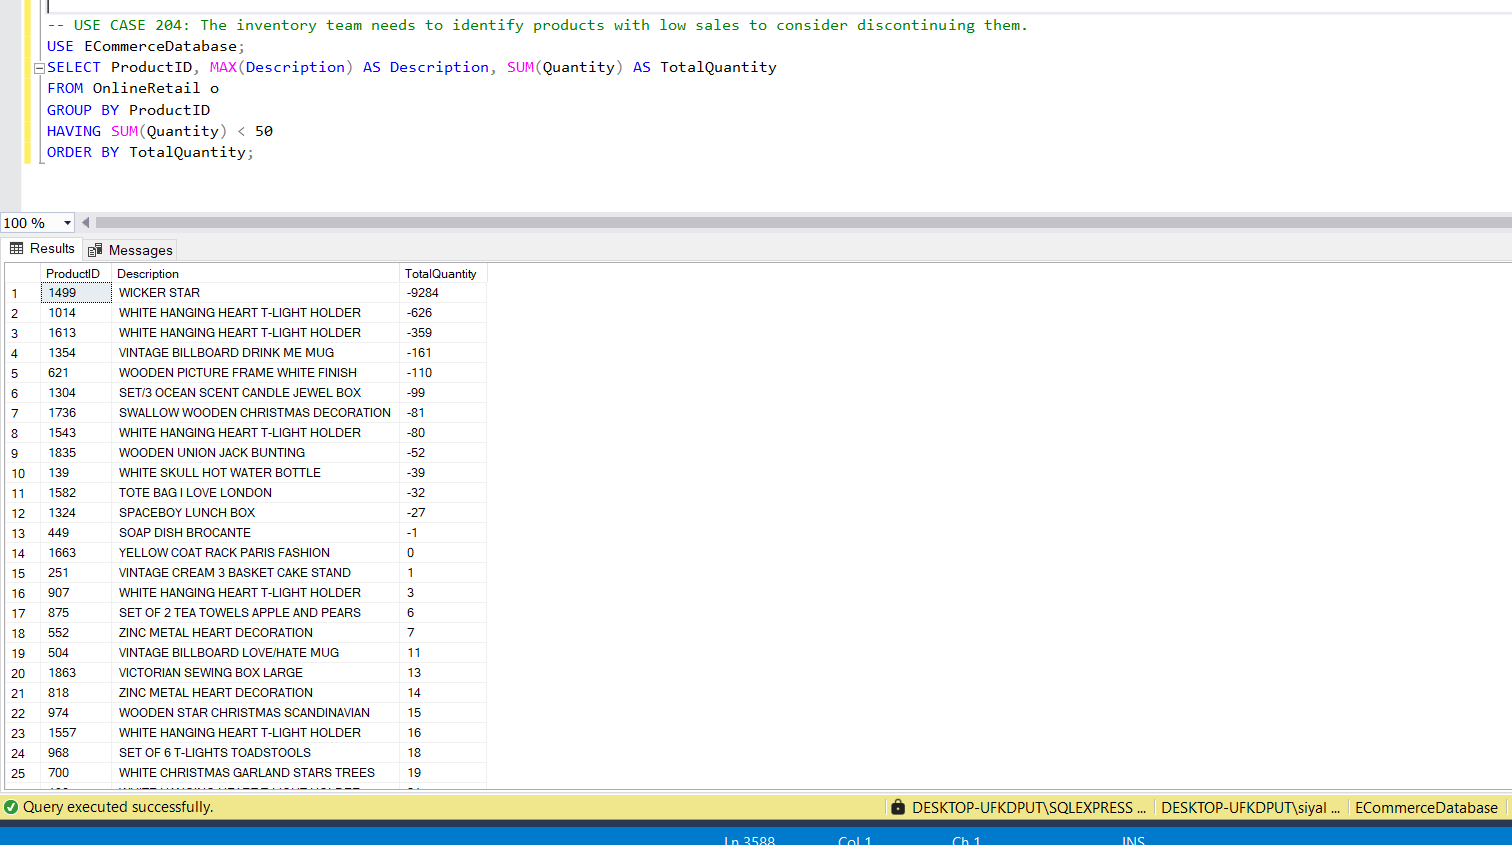 -- USE CASE 204: The inventory team needs to identify products with low sales to consider discontinuing them.
USE ECommerceDatabase;
SELECT ProductID, MAX(Description) AS Description, SUM(Quantity) AS TotalQuantity
FROM OnlineRetail o
GROUP BY ProductID
HAVING SUM(Quantity) < 50
ORDER BY TotalQuantity;
100 %
Results Messages
ProductID Description TotalQuantity
1 1499 WICKER STAR -9284
2 1014 WHITE HANGING HEART T-LIGHT HOLDER -626
3 1613 WHITE HANGING HEART T-LIGHT HOLDER -359
4 1354 VINTAGE BILLBOARD DRINK ME MUG -161
5 621 WOODEN PICTURE FRAME WHITE FINISH -110
6 1304 SET/3 OCEAN SCENT CANDLE JEWEL BOX -99
7 1736 SWALLOW WOODEN CHRISTMAS DECORATION -81
8 1543 WHITE HANGING HEART T-LIGHT HOLDER -80
9 1835 WOODEN UNION JACK BUNTING -52
10 139 WHITE SKULL HOT WATER BOTTLE -39
11 1582 TOTE BAG I LOVE LONDON -32
12 1324 SPACEBOY LUNCH BOX -27
13 449 SOAP DISH BROCANTE -1
14 1663 YELLOW COAT RACK PARIS FASHION 0
15 251 VINTAGE CREAM 3 BASKET CAKE STAND 1
16 907 WHITE HANGING HEART T-LIGHT HOLDER 3
17 875 SET OF 2 TEA TOWELS APPLE AND PEARS 6
18 552 ZINC METAL HEART DECORATION 7
19 504 VINTAGE BILLBOARD LOVE/HATE MUG 11
20 1863 VICTORIAN SEWING BOX LARGE 13
21 818 ZINC METAL HEART DECORATION 14
22 974 WOODEN STAR CHRISTMAS SCANDINAVIAN 15
23 1557 WHITE HANGING HEART T-LIGHT HOLDER 16
24 968 SET OF 6 T-LIGHTS TOADSTOOLS 18
25 700 WHITE CHRISTMAS GARLAND STARS TREES 19
Query executed successfully. DESKTOP-UFKDPUT\SQLEXPRESS ... DESKTOP-UFKDPUT\siyal ... ECommerceDatabase
Ln 3588 Col 1 Ch 1 INS